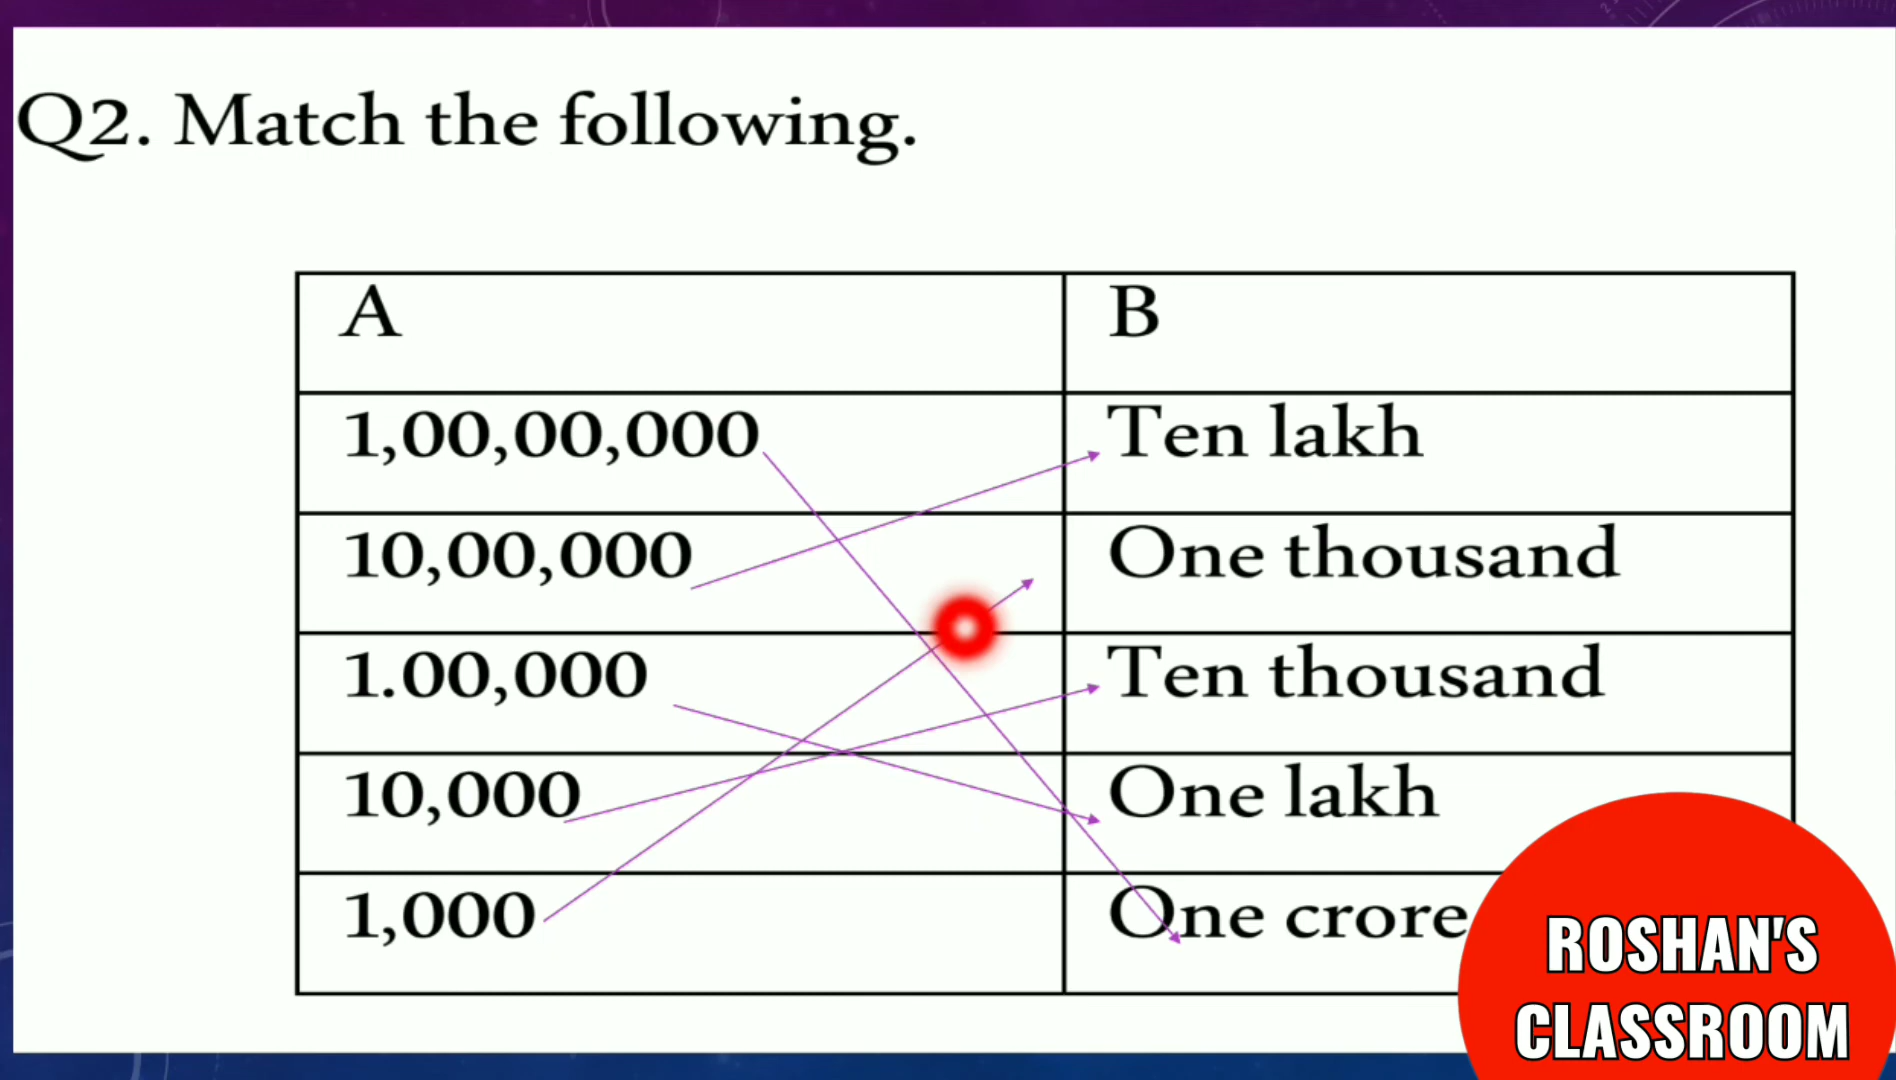 Q2. Match the following.
A B
1,00,00,000 Ten lakh
10,00,000 One thousand
1.00,000 Ten thousand
10,000 One lakh
1,000 One crore
ROSHAN'S
CLASSROOM